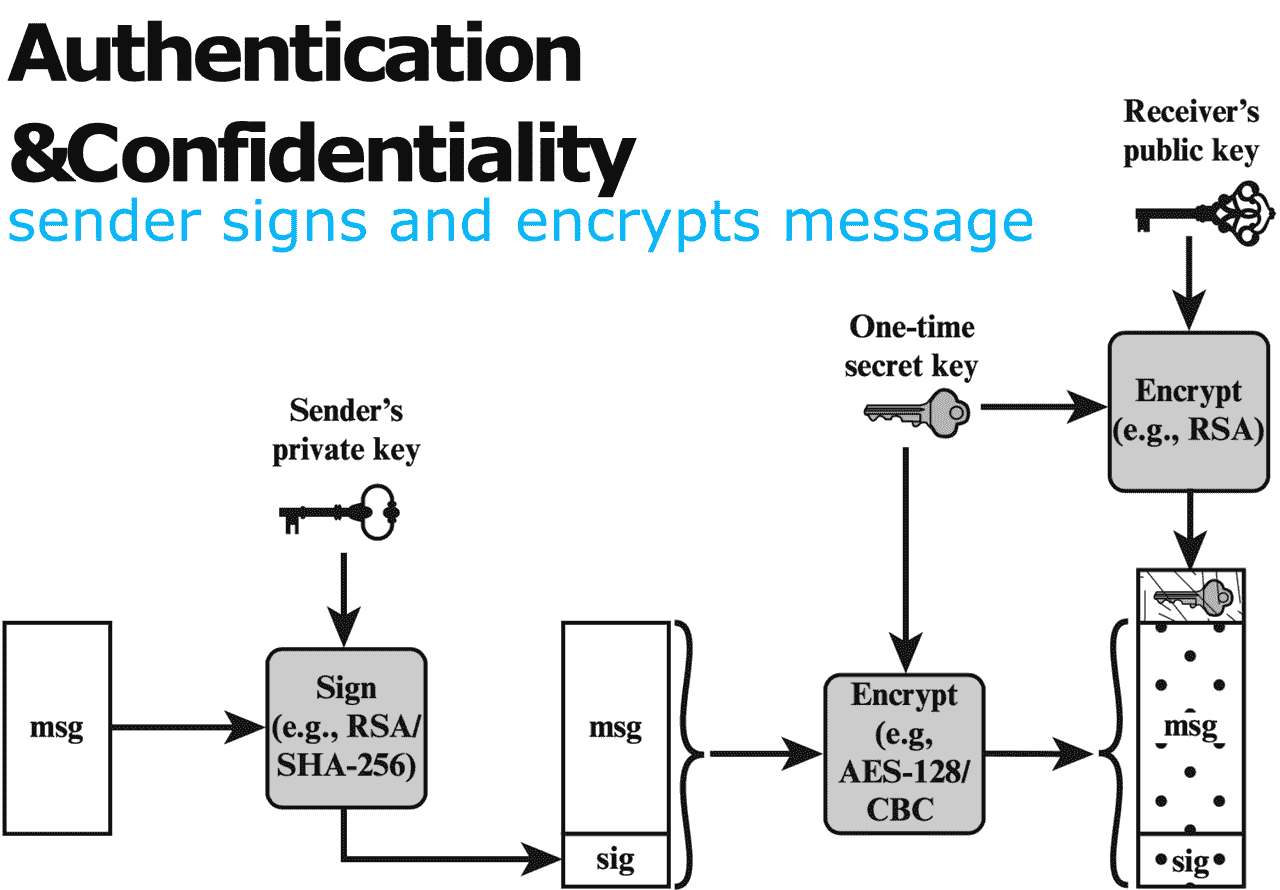 Authentication
&Confidentiality
sender signs and encrypts message
Receiver's
public key
One-time
secret key
Encrypt
(e.g., RSA)
Sender's
private key
msg
Sign
(e.g., RSA/
SHA-256)
msg
sig
Encrypt
(e.g,
AES-128/
CBC
msg
sig